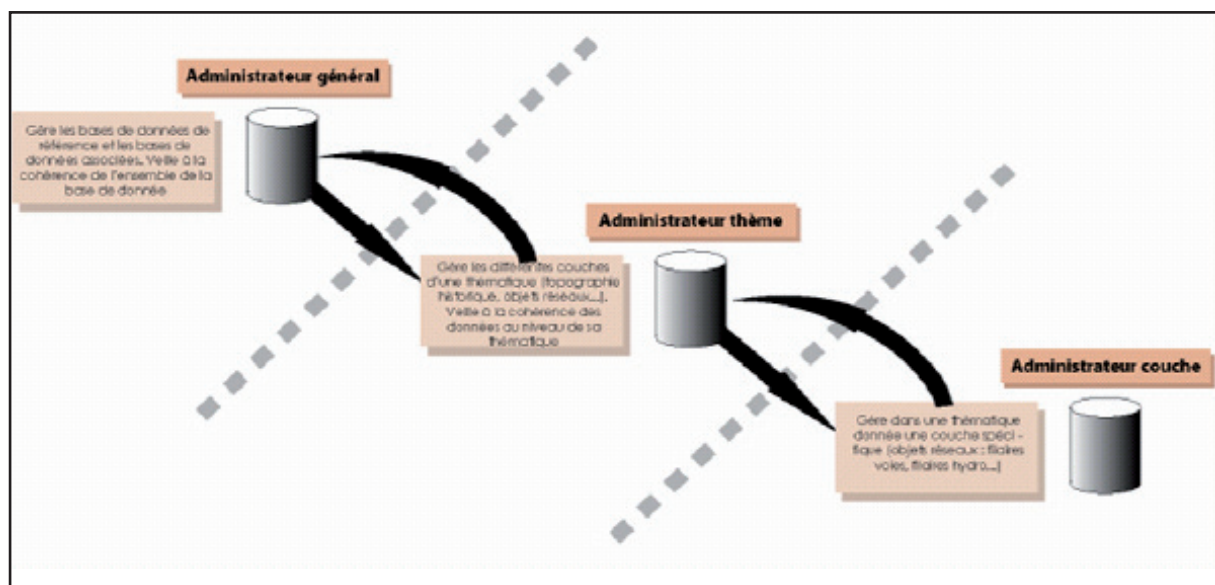 Administrateur général
Gère les bases de données de
référence et les bases de
données associées. Veille à la
cohérence de l'ensemble de la
base de donnée
Administrateur thème
Gère les différentes couches
d'une thématique (topographie
historique, objets réseaux...).
Veille à la cohérence des
données au niveau de sa
thématique
Administrateur couche
Gère dans une thématique
donnée une couche spéci -
fique (objets réseaux : filaires
voies, filaires hydro...)